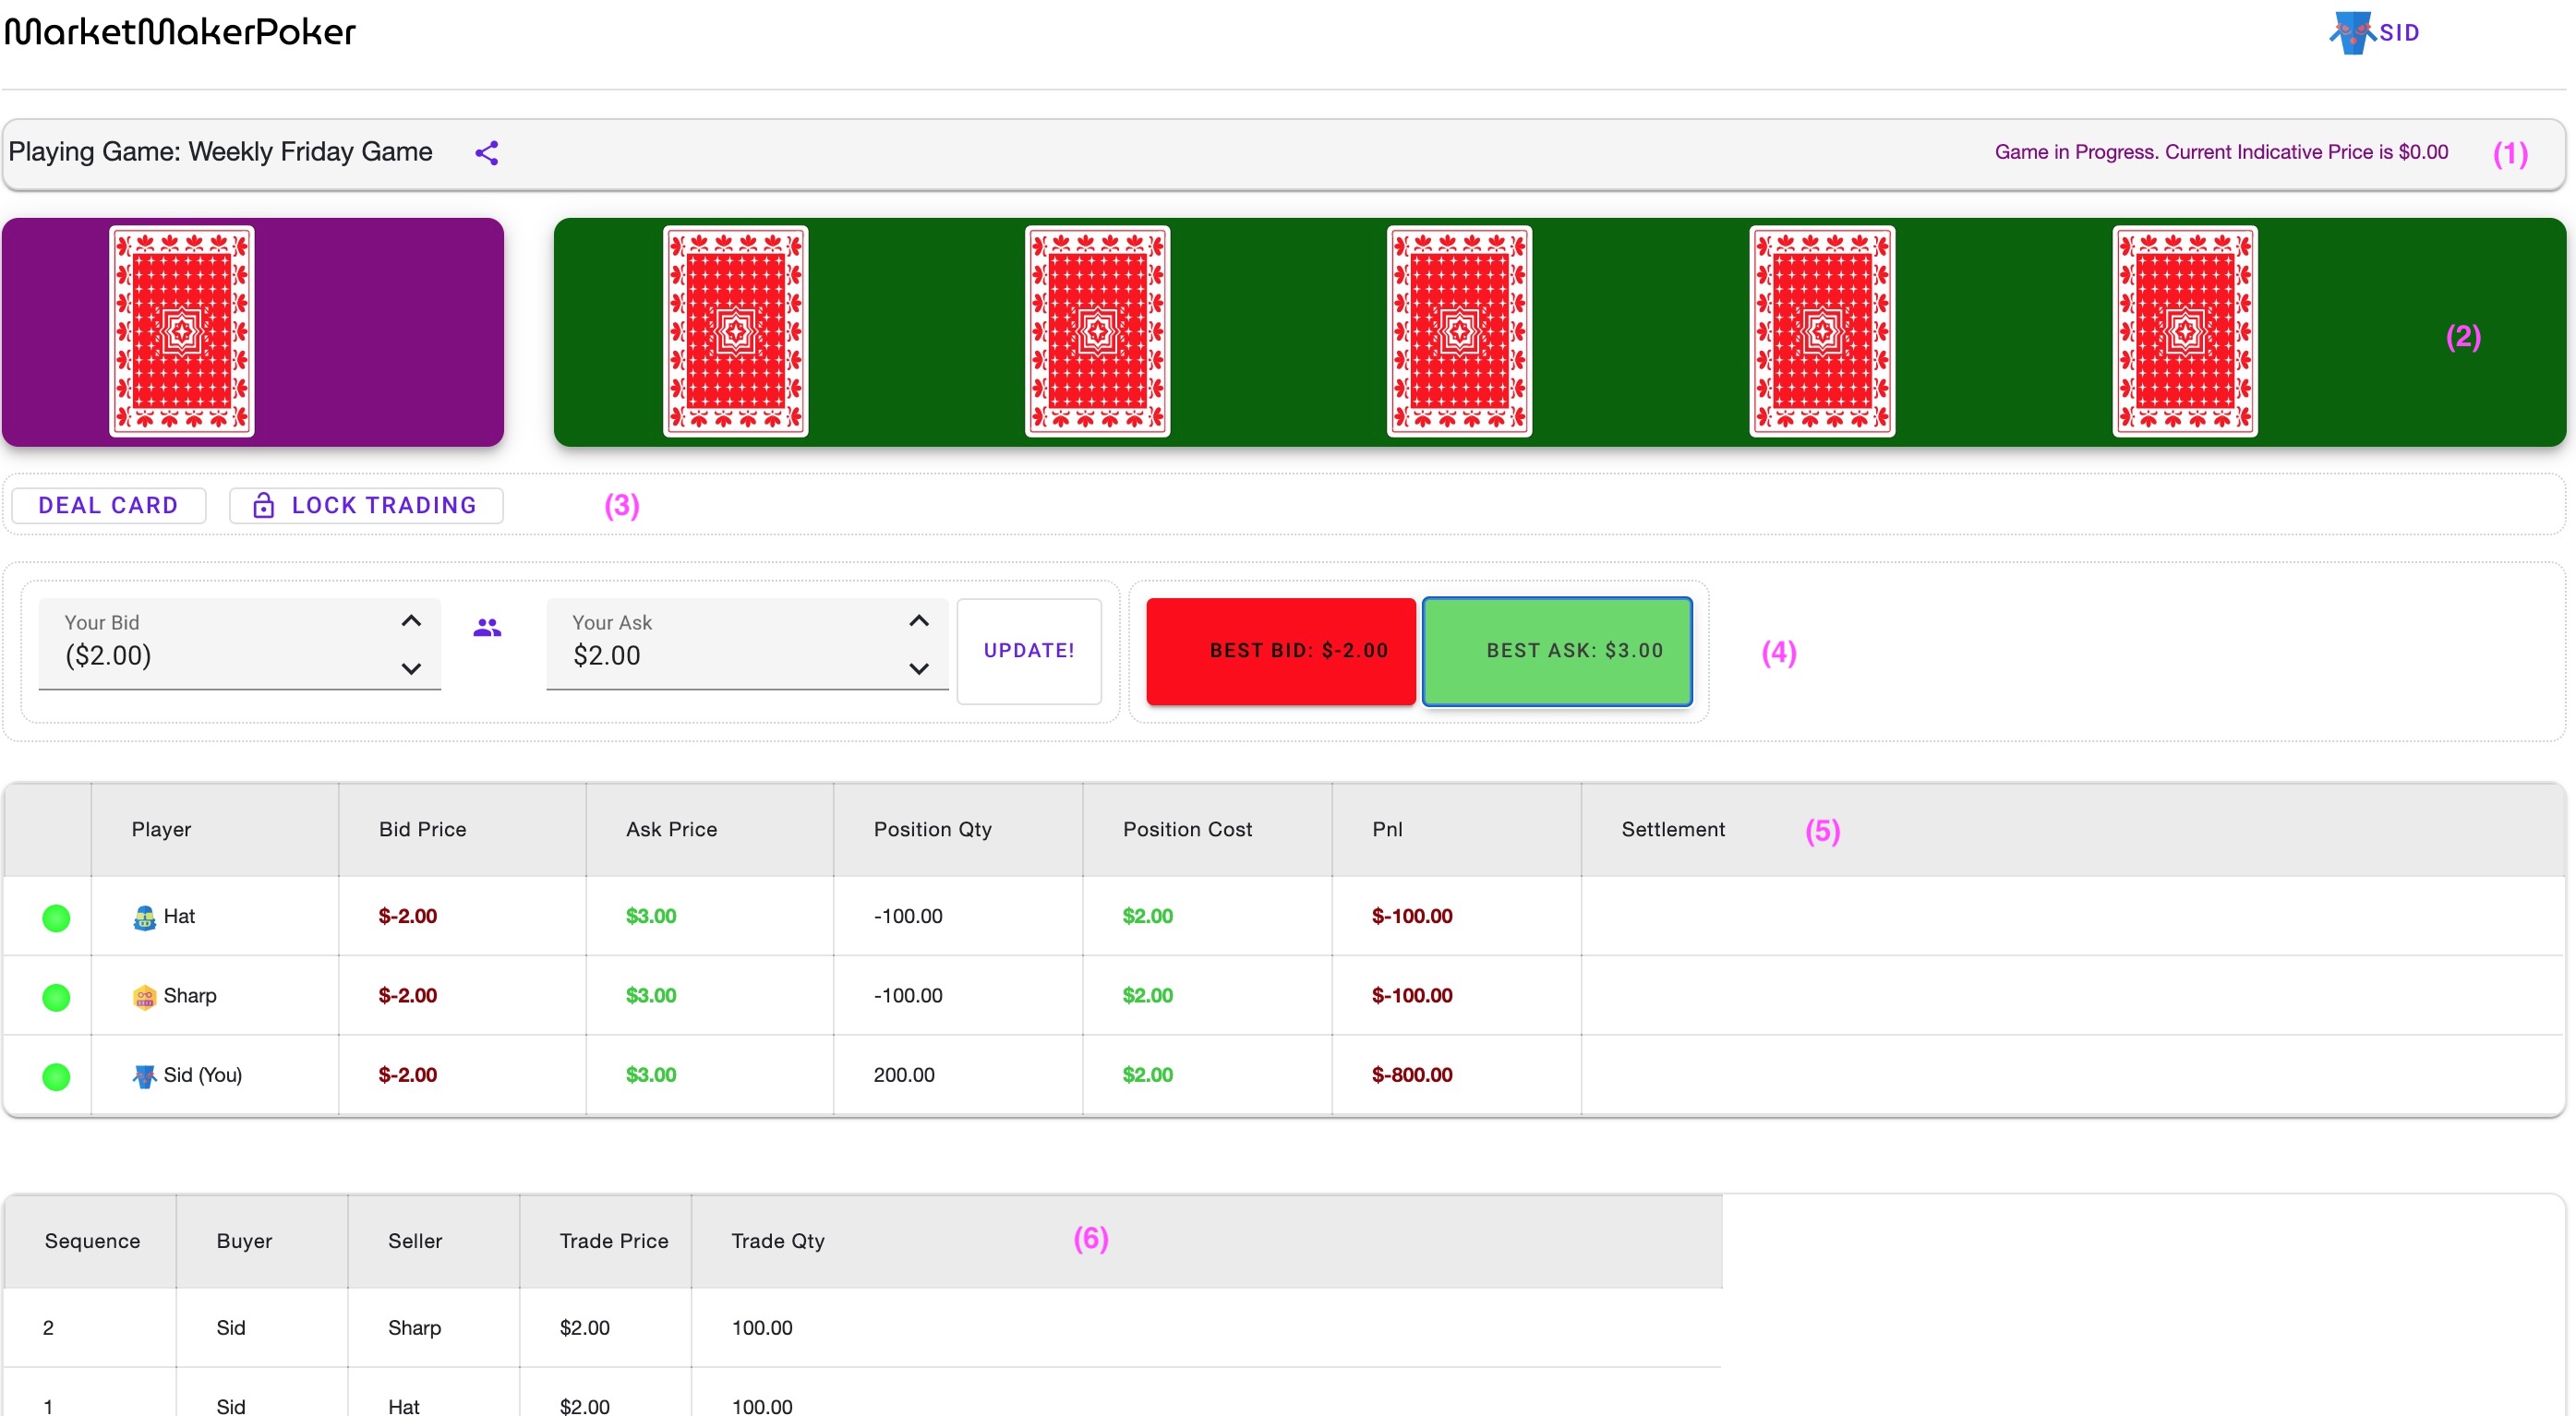 MarketMakerPoker
SID
Playing Game: Weekly Friday Game
Game in Progress. Current Indicative Price is $0.00
(1)
(2)
DEAL CARD
LOCK TRADING
(3)
Your Bid
($2.00)
Your Ask
$2.00
UPDATE!
BEST BID: $-2.00
BEST ASK: $3.00
(4)
Player Bid Price Ask Price Position Qty Position Cost Pnl Settlement (5)
Hat $-2.00 $3.00 -100.00 $2.00 $-100.00
Sharp $-2.00 $3.00 -100.00 $2.00 $-100.00
Sid (You) $-2.00 $3.00 200.00 $2.00 $-800.00
Sequence Buyer Seller Trade Price Trade Qty (6)
2 Sid Sharp $2.00 100.00
1 Sid Hat $2.00 100.00